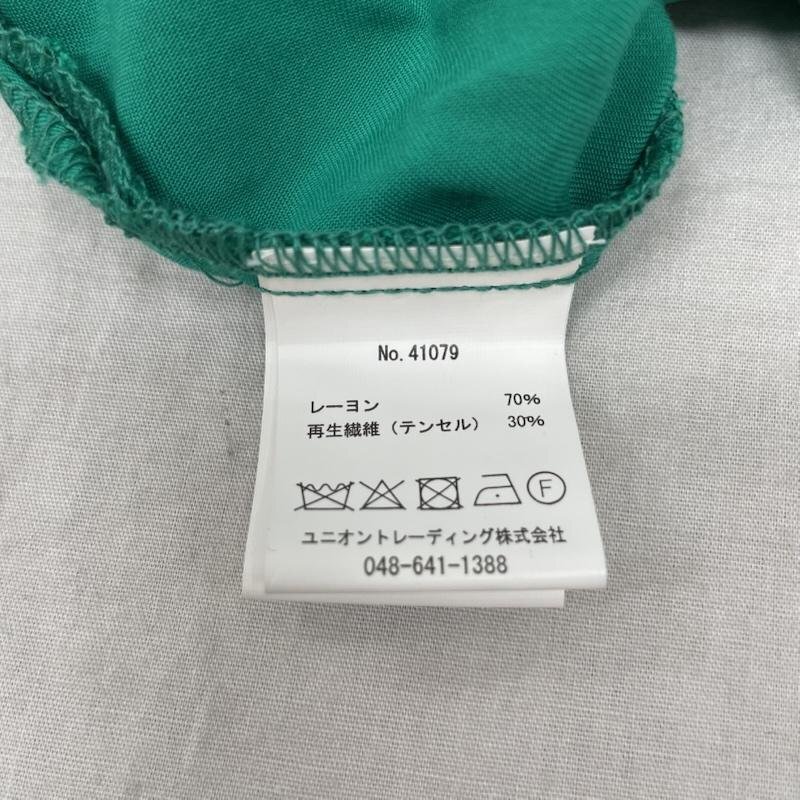 No. 41079
レーヨン 70%
再生繊維（テンセル） 30%
F
ユニオントレーディング株式会社
048-641-1388